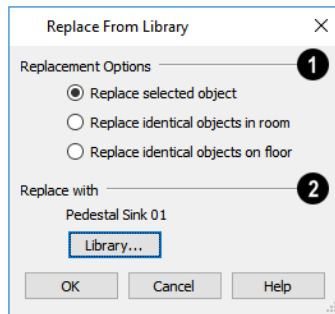 Replace From Library
Replacement Options 1
Replace selected object
Replace identical objects in room
Replace identical objects on floor
Replace with 2
Pedestal Sink 01
Library...
OK Cancel Help